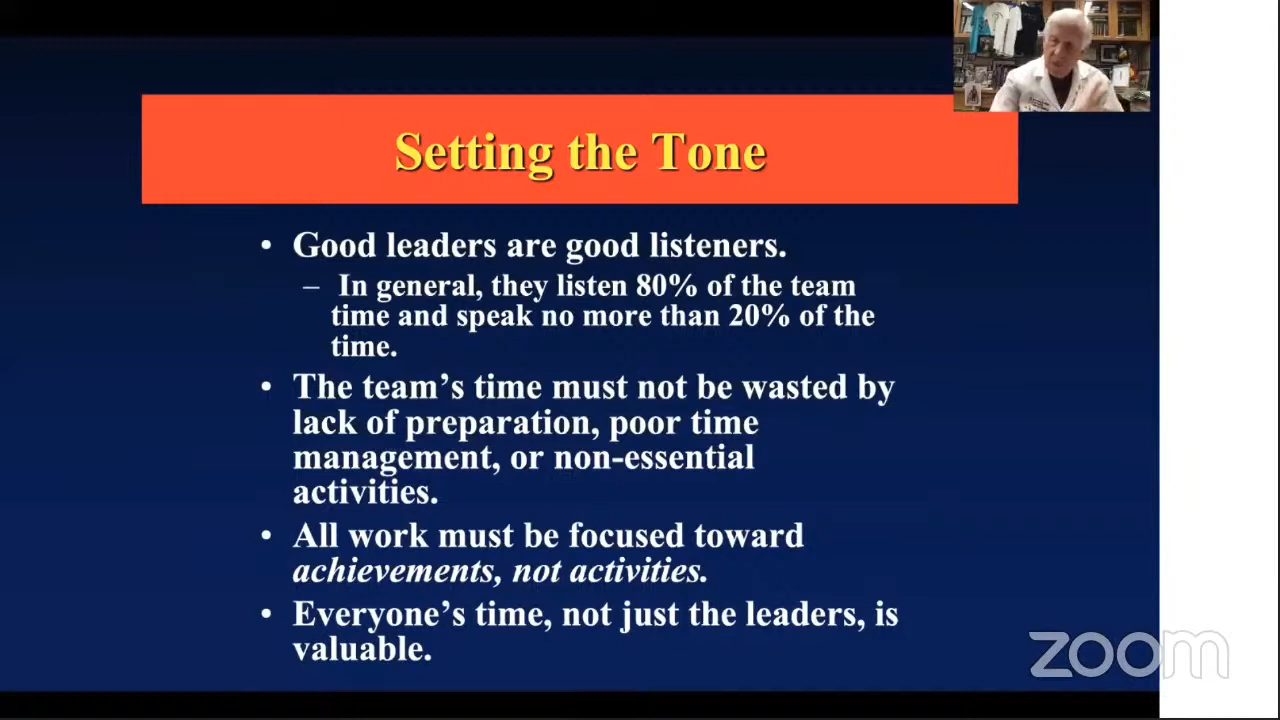 Setting the Tone
• Good leaders are good listeners.
– In general, they listen 80% of the team
time and speak no more than 20% of the
time.
• The team’s time must not be wasted by
lack of preparation, poor time
management, or non-essential
activities.
• All work must be focused toward
achievements, not activities.
• Everyone’s time, not just the leaders, is
valuable.
zoom